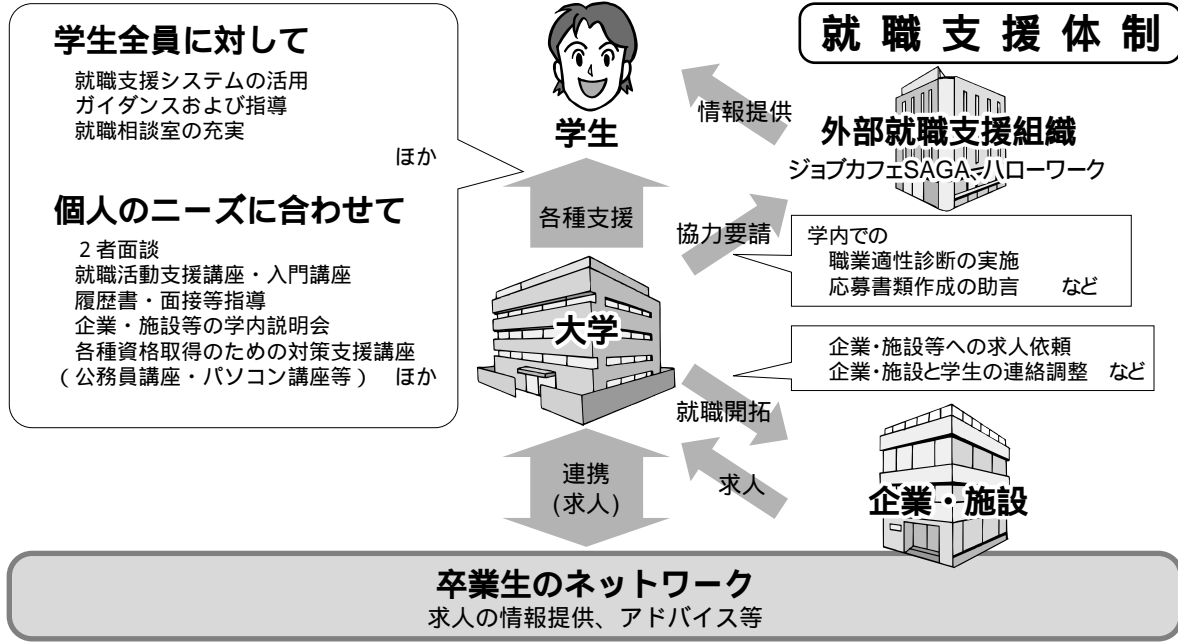 就職支援体制
学生全員に対して
就職支援システムの活用
ガイダンスおよび指導
就職相談室の充実
ほか
個人のニーズに合わせて
２者面談
就職活動支援講座・入門講座
履歴書・面接等指導
企業・施設等の学内説明会
各種資格取得のための対策支援講座
（公務員講座・パソコン講座等） ほか
学生
情報提供
外部就職支援組織
ジョブカフェSAGA、ハローワーク
各種支援
協力要請
学内での
職業適性診断の実施
応募書類作成の助言 など
大学
企業・施設等への求人依頼
企業・施設と学生の連絡調整 など
就職開拓
求人
企業・施設
連携
(求人)
卒業生のネットワーク
求人の情報提供、アドバイス等